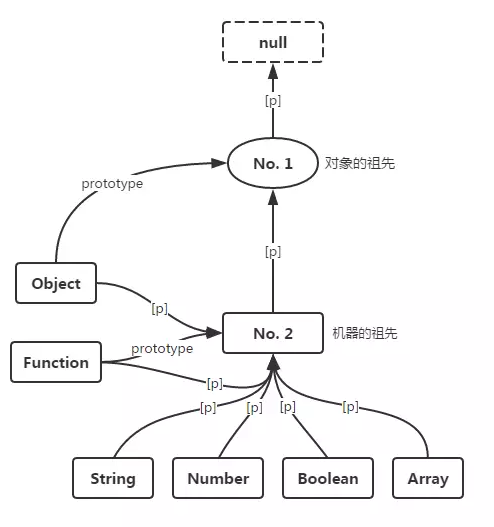 null
[p]
No. 1 对象的祖先
prototype
[p]
Object
[p]
No. 2 机器的祖先
prototype
Function
[p]
[p] [p] [p] [p]
String Number Boolean Array